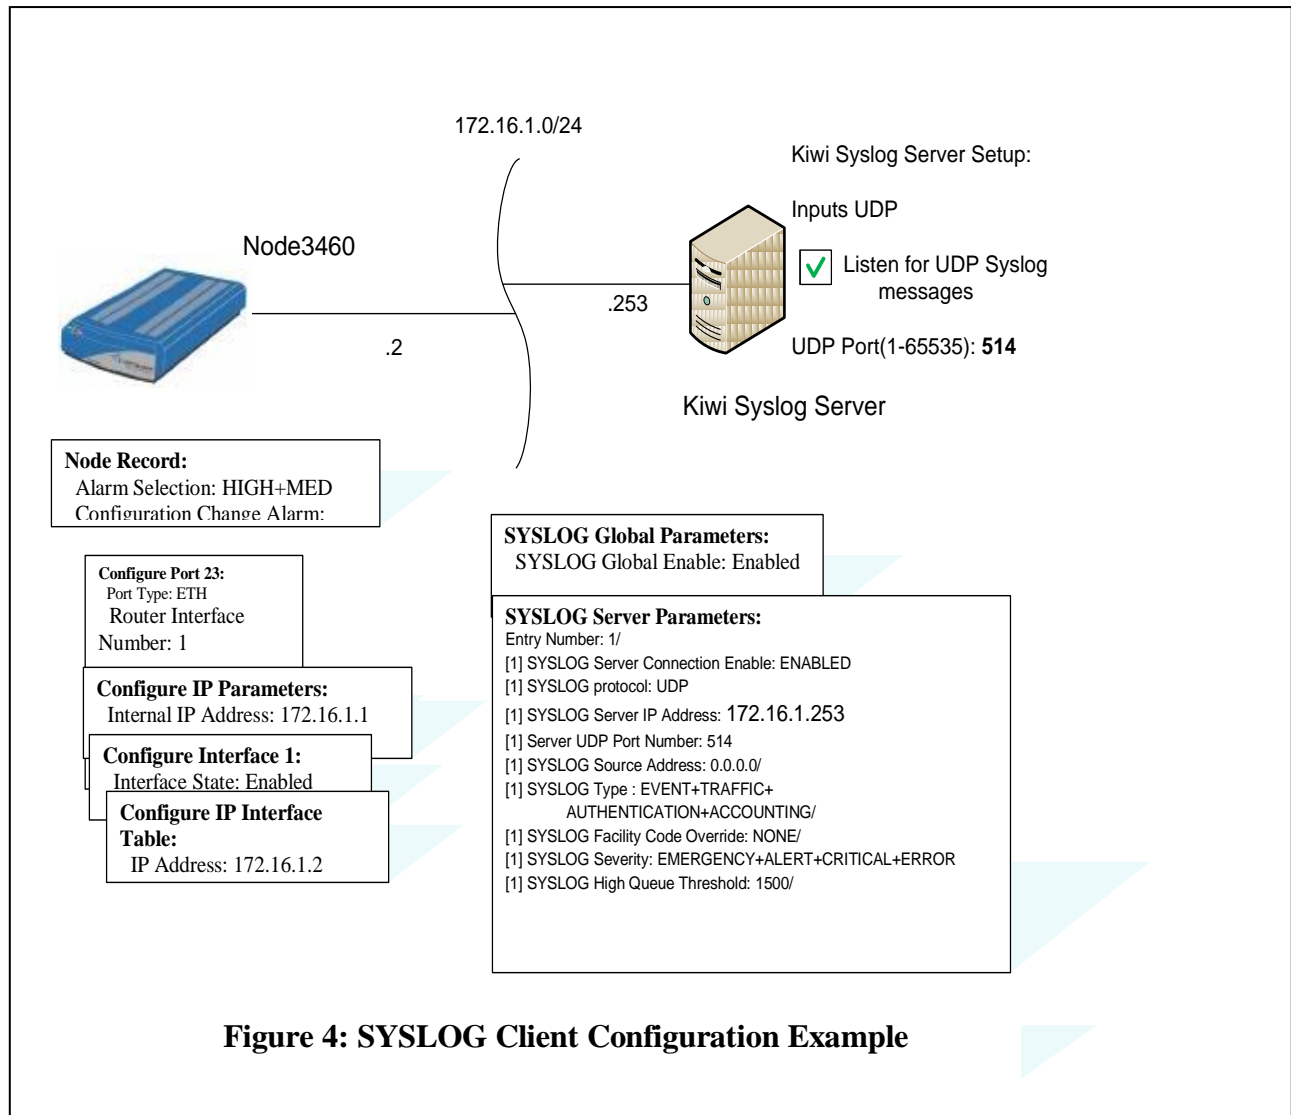 172.16.1.0/24
Kiwi Syslog Server Setup:
Inputs UDP
Listen for UDP Syslog
messages
UDP Port(1-65535): 514
Node3460
.253
.2
Kiwi Syslog Server
Node Record:
Alarm Selection: HIGH+MED
Configuration Change Alarm:
Configure Port 23:
Port Type: ETH
Router Interface
Number: 1
Configure IP Parameters:
Internal IP Address: 172.16.1.1
Configure Interface 1:
Interface State: Enabled
Configure IP Interface
Table:
IP Address: 172.16.1.2
SYSLOG Global Parameters:
SYSLOG Global Enable: Enabled
SYSLOG Server Parameters:
Entry Number: 1/
[1] SYSLOG Server Connection Enable: ENABLED
[1] SYSLOG protocol: UDP
[1] SYSLOG Server IP Address: 172.16.1.253
[1] Server UDP Port Number: 514
[1] SYSLOG Source Address: 0.0.0.0/
[1] SYSLOG Type : EVENT+TRAFFIC+
AUTHENTICATION+ACCOUNTING/
[1] SYSLOG Facility Code Override: NONE/
[1] SYSLOG Severity: EMERGENCY+ALERT+CRITICAL+ERROR
[1] SYSLOG High Queue Threshold: 1500/
Figure 4: SYSLOG Client Configuration Example